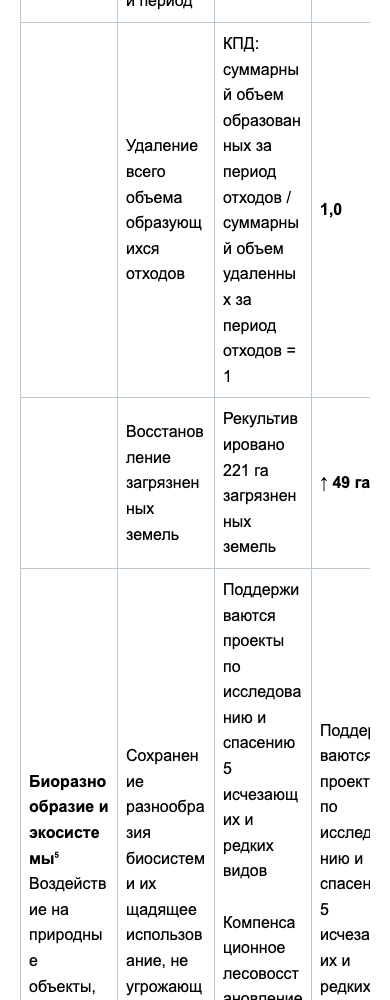 и период
Удаление
всего
объема
образующ
ихся
отходов
КПД:
суммарны
й объем
образован
ных за
период
отходов /
суммарны
й объем
удаленны
х за
период
отходов =
1
1,0
Восстанов
ление
загрязнен
ных
земель
Рекультив
ировано
221 га
загрязнен
ных
земель
↑ 49 га
Биоразно
образие и
экосисте
мы⁵
Воздейств
ие на
природны
е
объекты,
Сохранен
ие
разнообра
зия
биосистем
и их
щадящее
использов
ание, не
угрожающ
Поддержи
ваются
проекты
по
исследова
нию и
спасению
5
исчезающ
их и
редких
видов
Компенса
ционное
лесовосст
ановление
Поддер
ваются
проект
по
исслед
нию и
спасен
5
исчеза
их и
редких